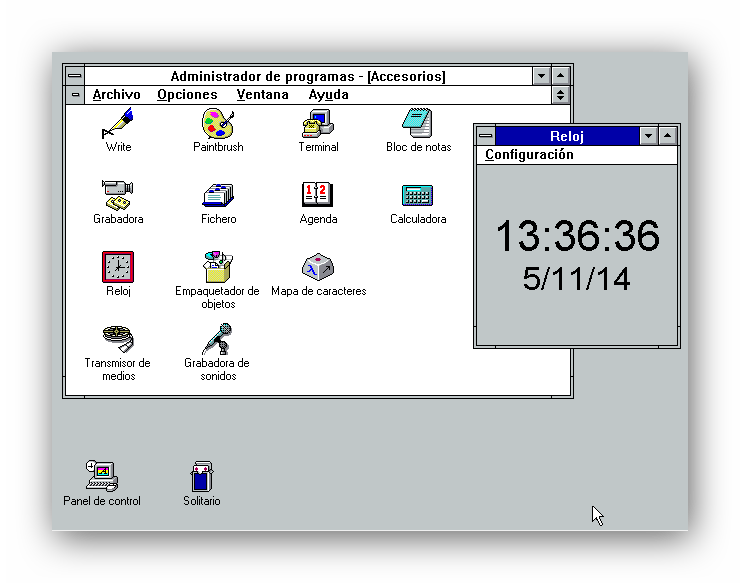 Administrador de programas - [Accesorios]
Archivo Opciones Ventana Ayuda
Write Paintbrush Terminal Bloc de notas
Grabadora Fichero Agenda Calculadora
Reloj Empaquetador de objetos Mapa de caracteres
Transmisor de medios Grabadora de sonidos
Reloj
Configuración
13:36:36
5/11/14
Panel de control Solitario